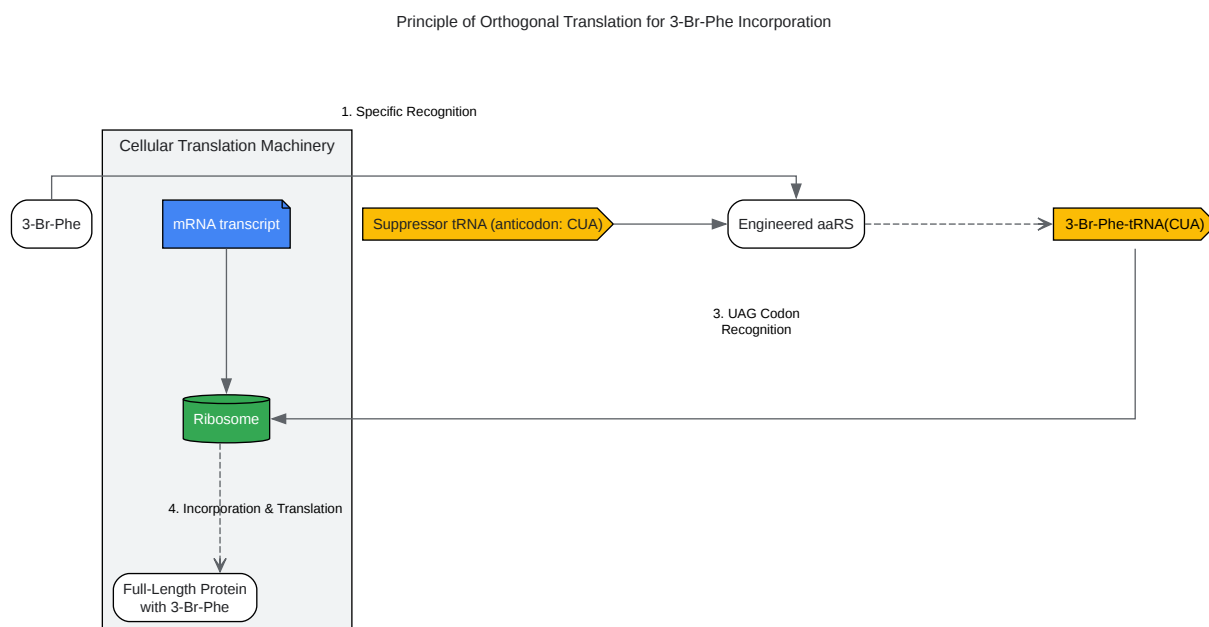 Principle of Orthogonal Translation for 3-Br-Phe Incorporation
1. Specific Recognition
Cellular Translation Machinery
3-Br-Phe
mRNA transcript
Suppressor tRNA (anticodon: CUA)
Engineered aaRS
3-Br-Phe-tRNA(CUA)
3. UAG Codon
Recognition
Ribosome
4. Incorporation & Translation
Full-Length Protein
with 3-Br-Phe